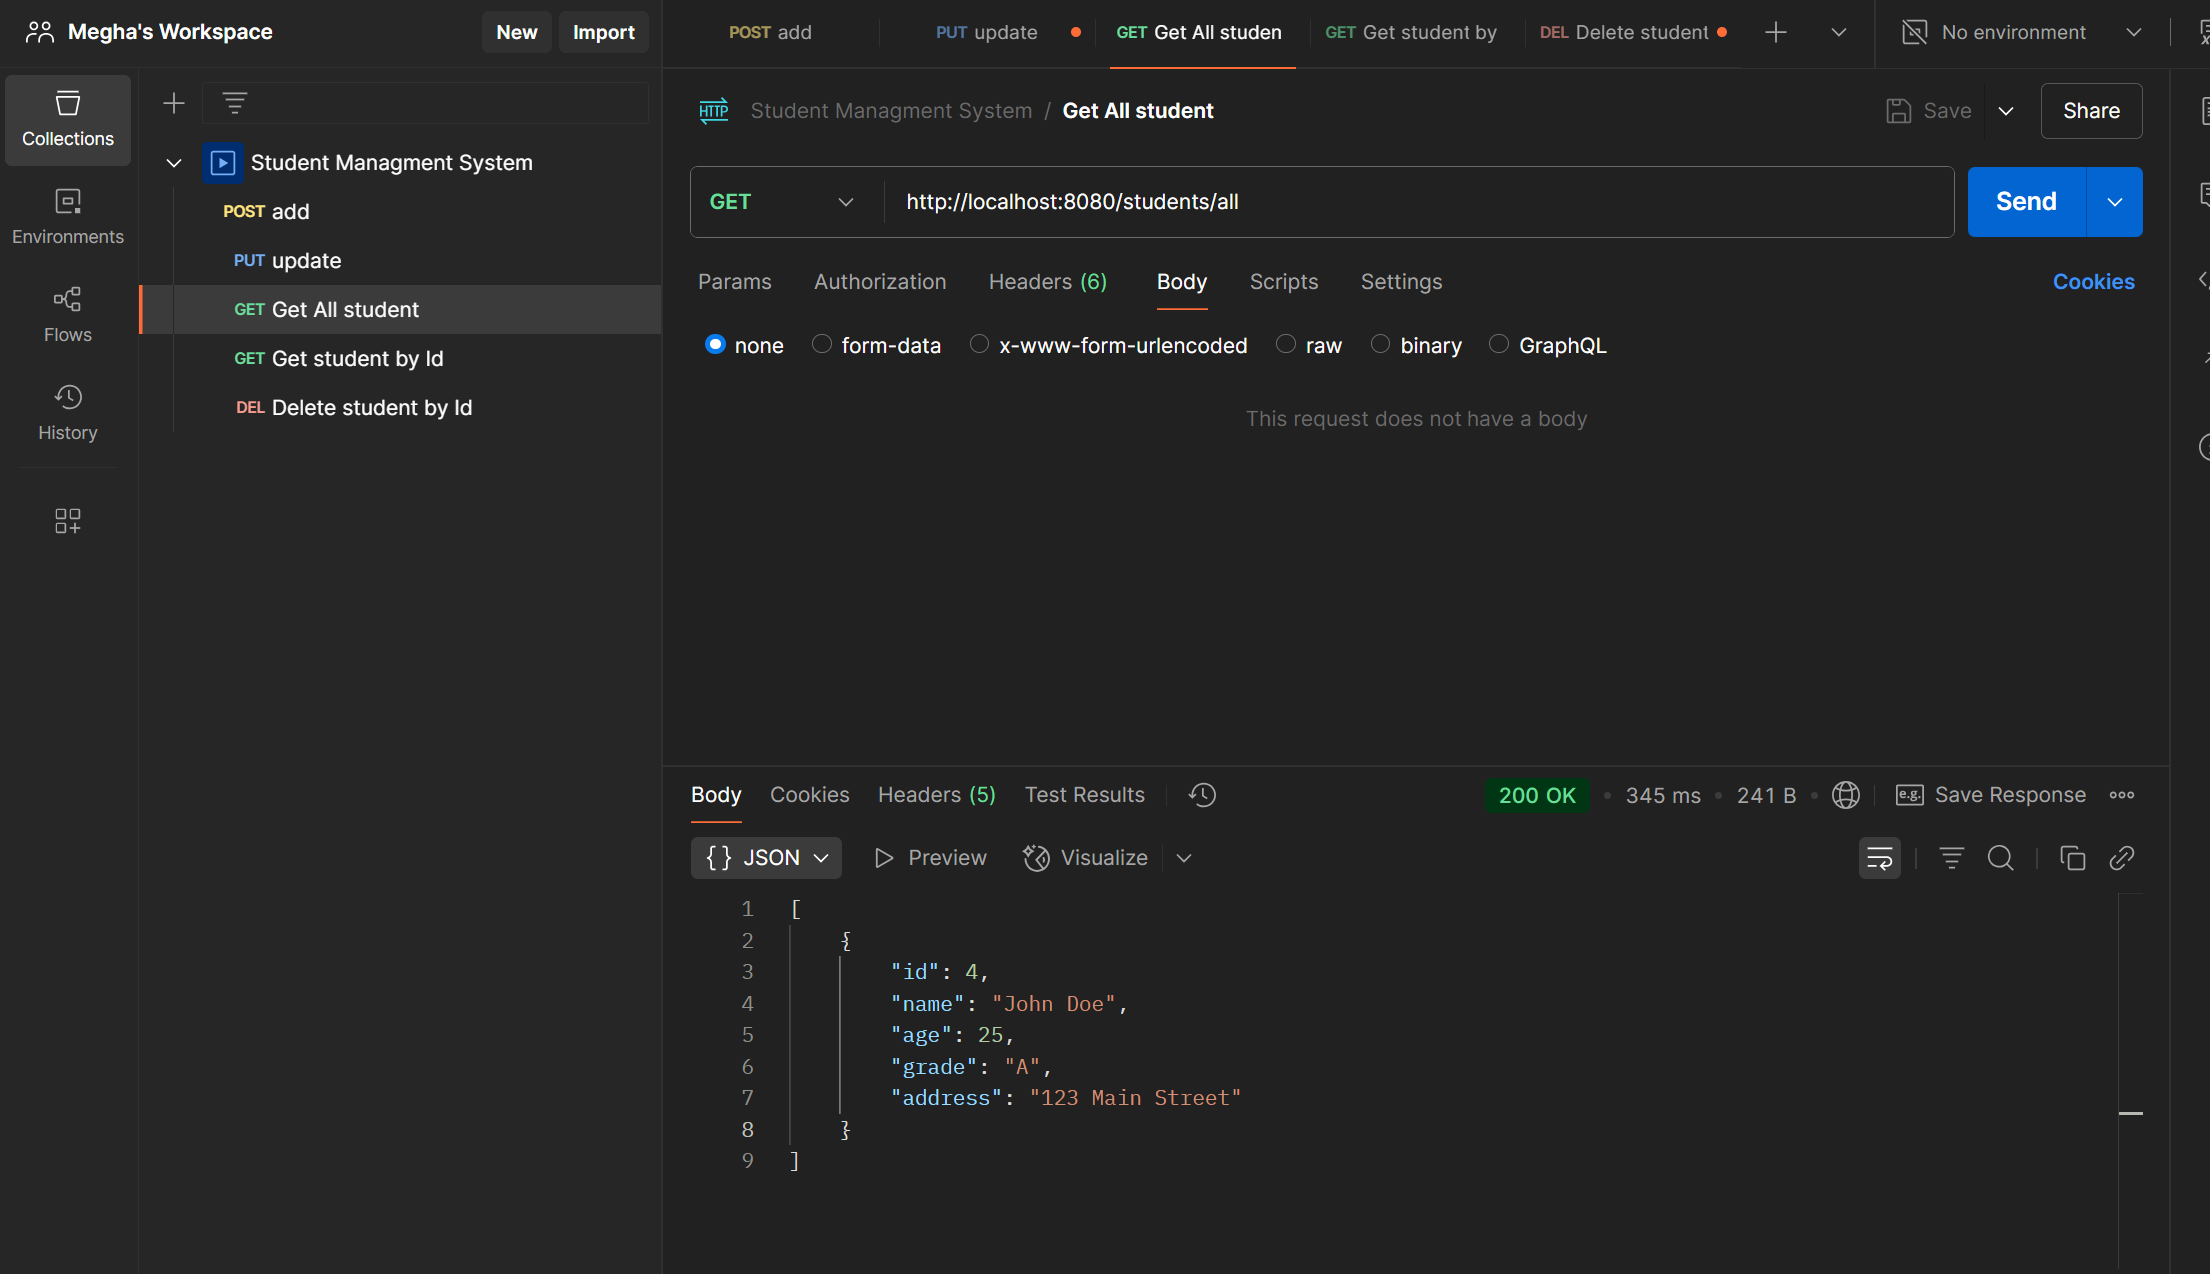 Megha's Workspace
New
Import
POST add
PUT update
GET Get All studen
GET Get student by
DEL Delete student
No environment
Collections
Environments
Flows
History
Student Managment System
POST add
PUT update
GET Get All student
GET Get student by Id
DEL Delete student by Id
HTTP
Student Managment System / Get All student
Save
Share
GET
http://localhost:8080/students/all
Send
Params
Authorization
Headers (6)
Body
Scripts
Settings
Cookies
none
form-data
x-www-form-urlencoded
raw
binary
GraphQL
This request does not have a body
Body
Cookies
Headers (5)
Test Results
200 OK
345 ms
241 B
e.g.
Save Response
{} JSON
Preview
Visualize
1 [
2 {
3 "id": 4,
4 "name": "John Doe",
5 "age": 25,
6 "grade": "A",
7 "address": "123 Main Street"
8 }
9 ]